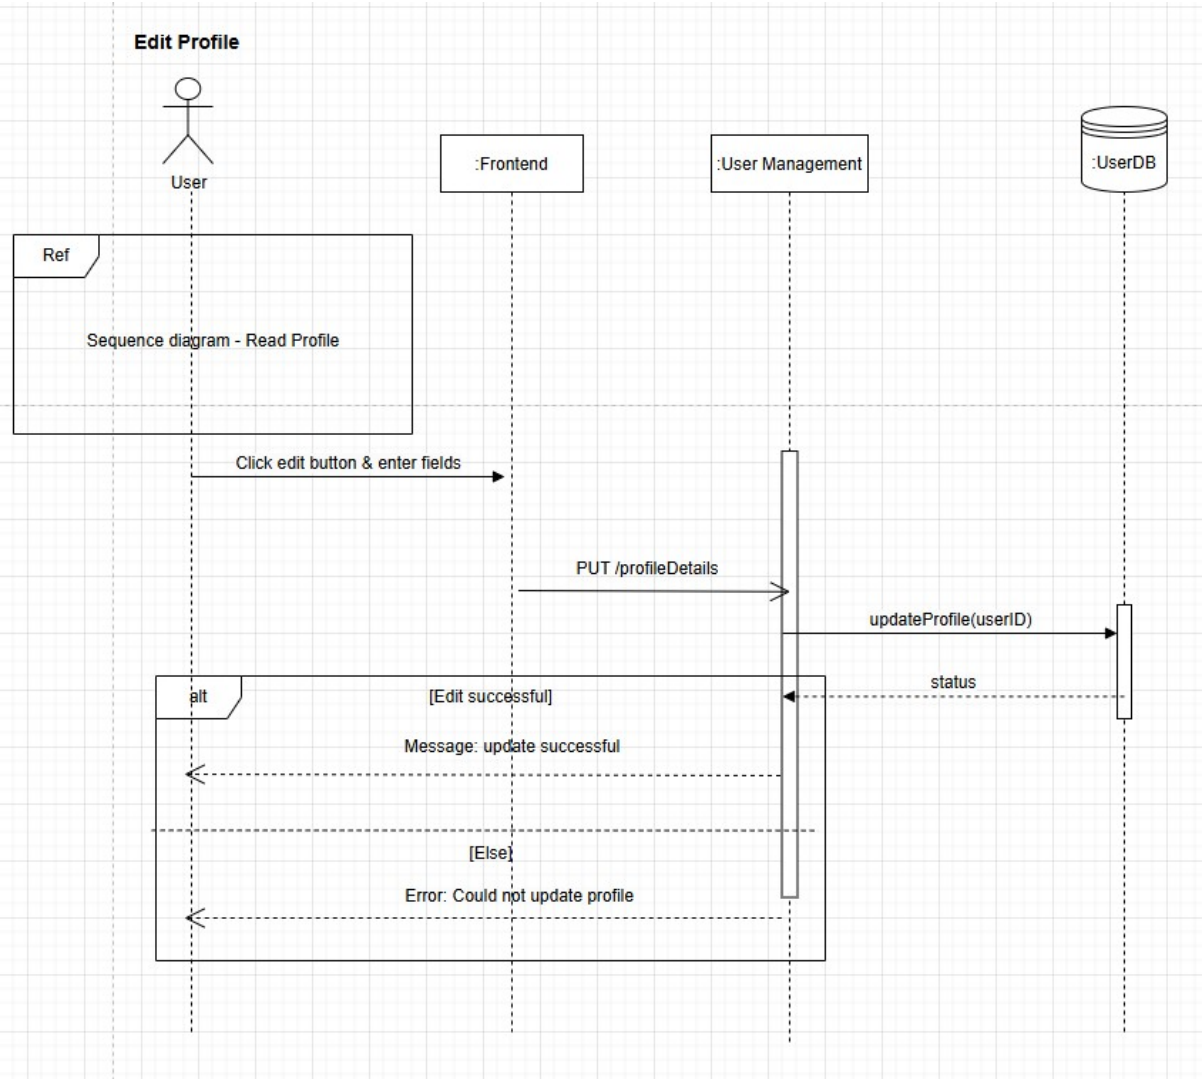 Edit Profile
User
:Frontend
:User Management
:UserDB
Ref
Sequence diagram - Read Profile
Click edit button & enter fields
PUT /profileDetails
updateProfile(userID)
status
alt
[Edit successful]
Message: update successful
[Else]
Error: Could not update profile